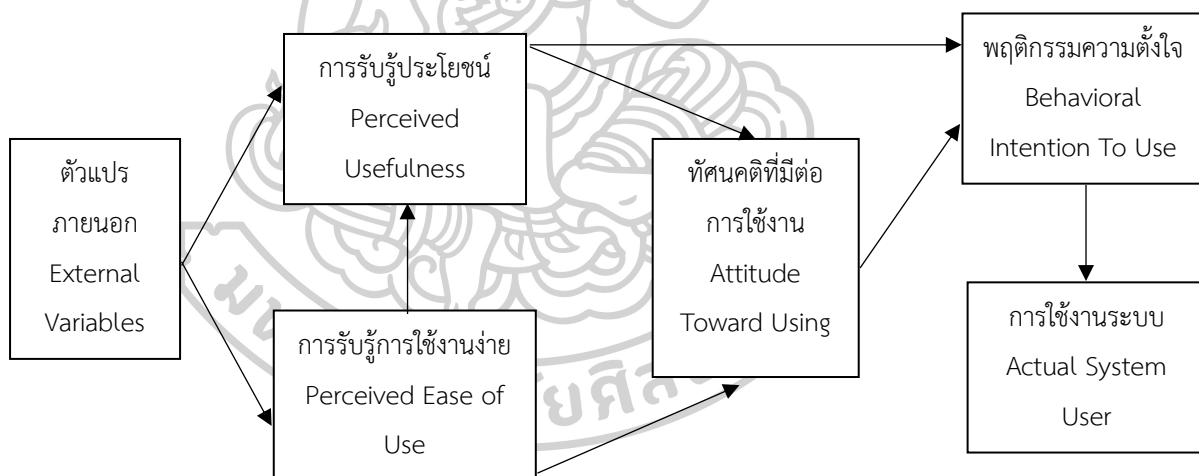 ตัวแปร
ภายนอก
External
Variables
การรับรู้ประโยชน์
Perceived
Usefulness
การรับรู้การใช้งานง่าย
Perceived Ease of
Use
ทัศนคติที่มีต่อ
การใช้งาน
Attitude
Toward Using
พฤติกรรมความตั้งใจ
Behavioral
Intention To Use
การใช้งานระบบ
Actual System
User